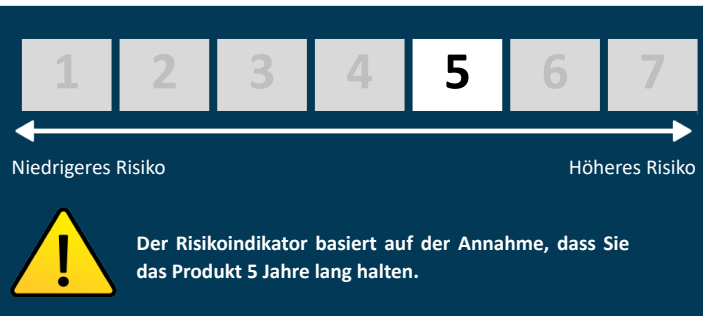 1 2 3 4 5 6 7
Niedrigeres Risiko Höheres Risiko
!
Der Risikoindikator basiert auf der Annahme, dass Sie
das Produkt 5 Jahre lang halten.